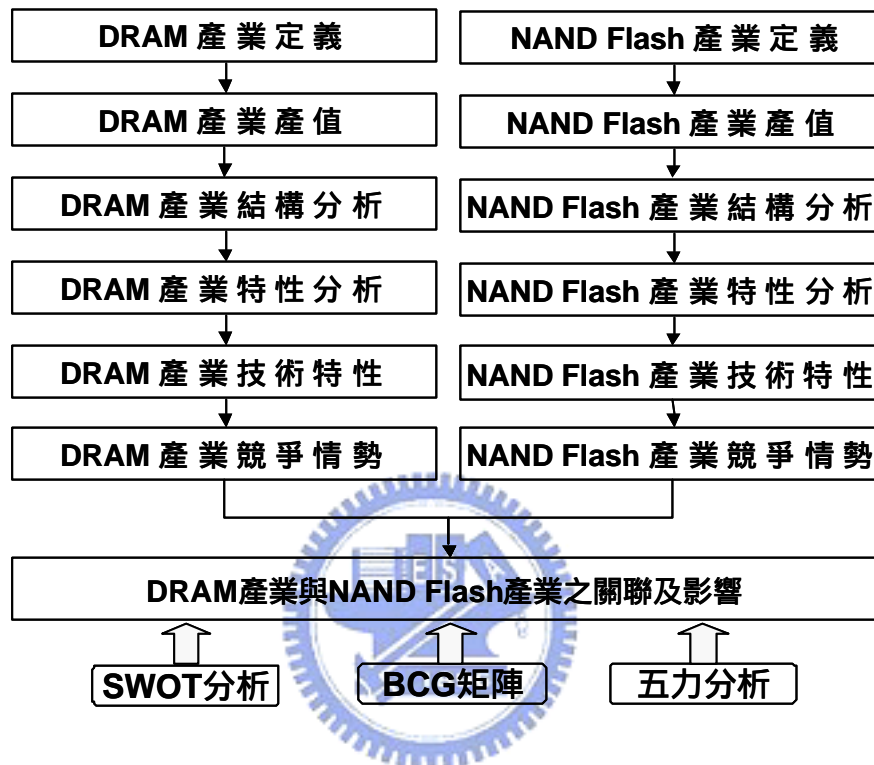 DRAM 產業定義
NAND Flash 產業定義
DRAM 產業產值
NAND Flash 產業產值
DRAM 產業結構分析
NAND Flash 產業結構分析
DRAM 產業特性分析
NAND Flash 產業特性分析
DRAM 產業技術特性
NAND Flash 產業技術特性
DRAM 產業競爭情勢
NAND Flash 產業競爭情勢
DRAM產業與NAND Flash產業之關聯及影響
SWOT分析
BCG矩陣
五力分析